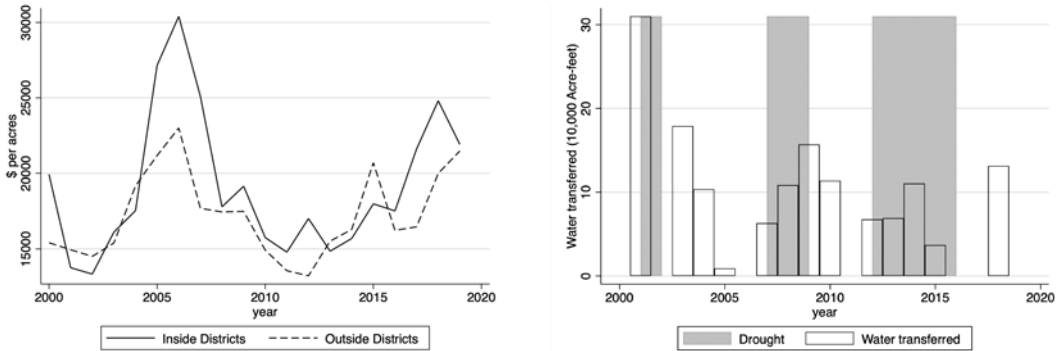 $ per acres
30000
25000
20000
15000
2000 2005 2010 2015 2020
year
Inside Districts Outside Districts
Water transferred (10,000 Acre-feet)
30
20
10
0
2000 2005 2010 2015 2020
year
Drought Water transferred